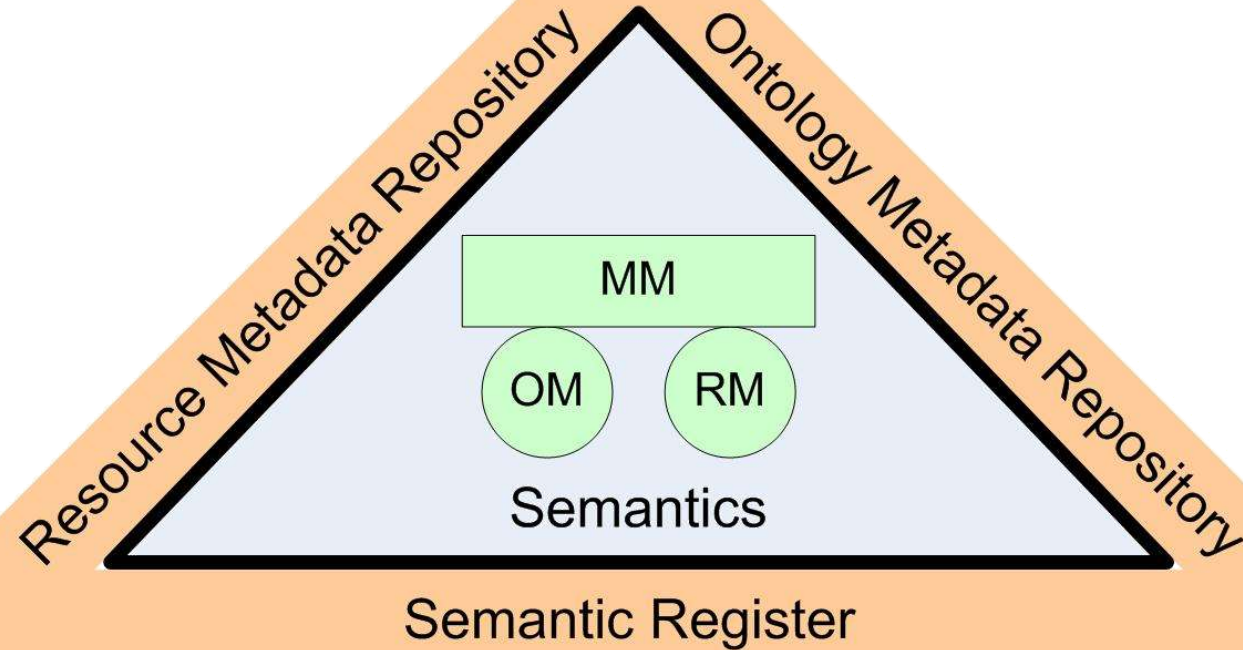 Resource Metadata Repository
Ontology Metadata Repository
MM
OM
RM
Semantics
Semantic Register